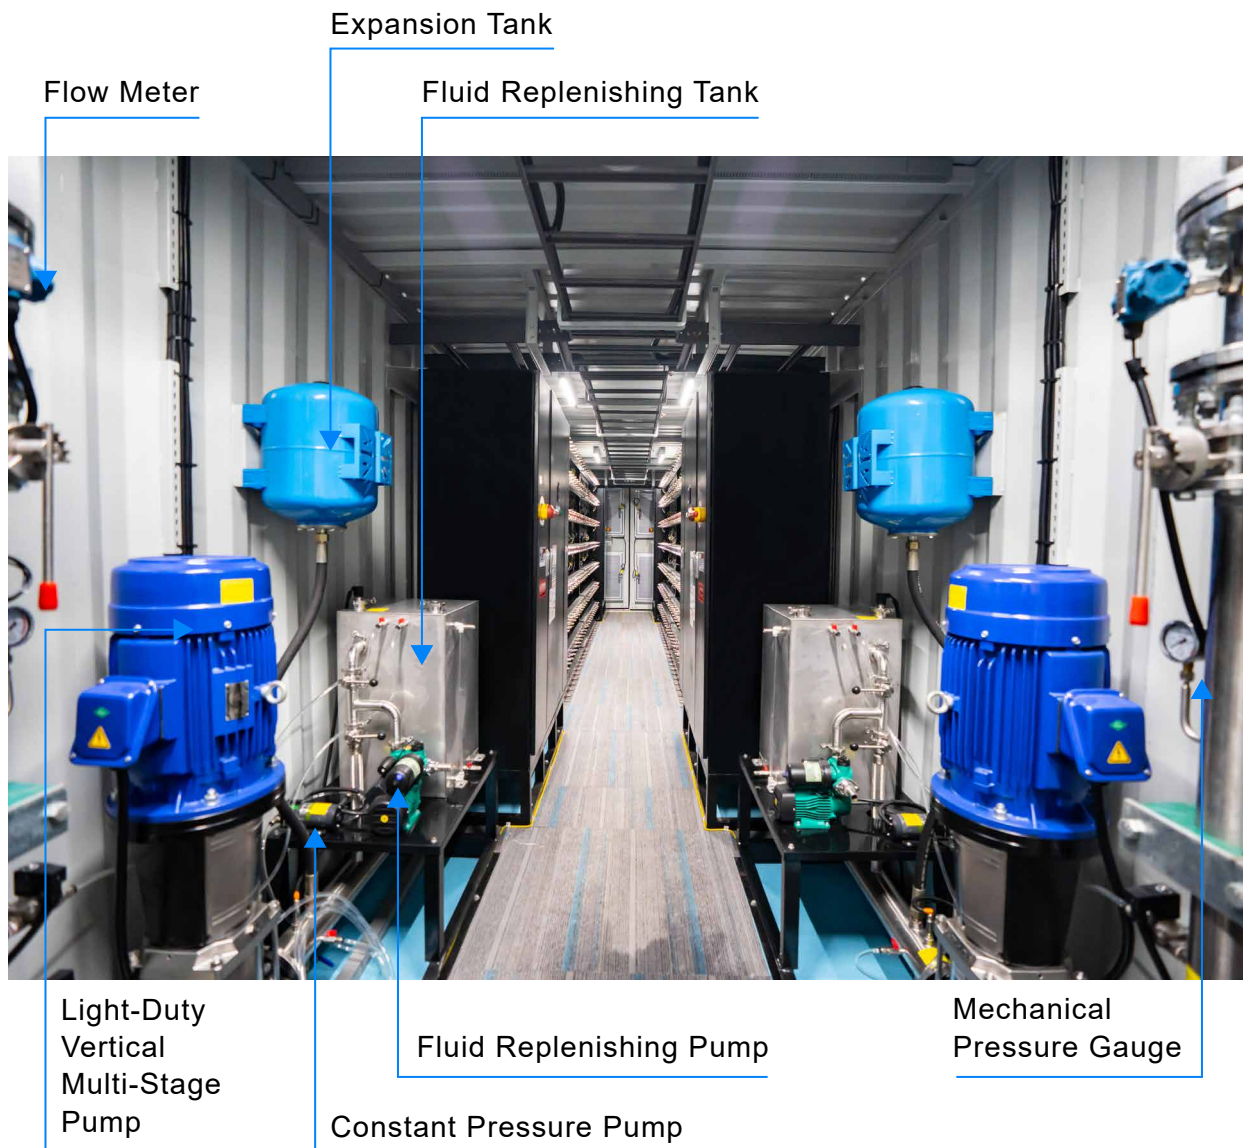 Expansion Tank
Flow Meter
Fluid Replenishing Tank
Light-Duty
Vertical
Multi-Stage
Pump
Fluid Replenishing Pump
Constant Pressure Pump
Mechanical
Pressure Gauge